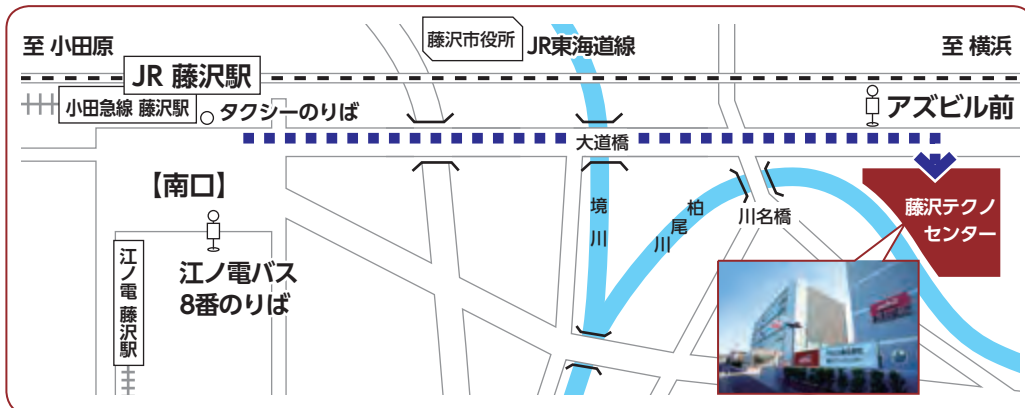 至 小田原
藤沢市役所
JR東海道線
至 横浜
JR 藤沢駅
小田急線 藤沢駅
タクシーのりば
アズビル前
大道橋
【南口】
境川
柏尾川
川名橋
藤沢テクノ
センター
江ノ電バス
8番のりば
江ノ電 藤沢駅